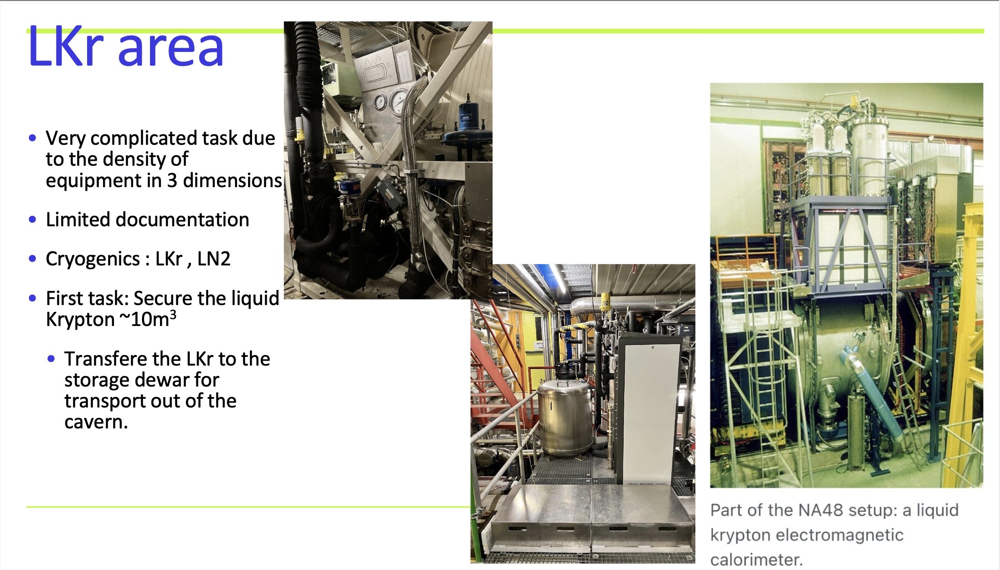 LKr area
• Very complicated task due
to the density of
equipment in 3 dimensions
• Limited documentation
• Cryogenics : LKr , LN2
• First task: Secure the liquid
Krypton ~10m³
• Transfere the LKr to the
storage dewar for
transport out of the
cavern.
Part of the NA48 setup: a liquid
krypton electromagnetic
calorimeter.